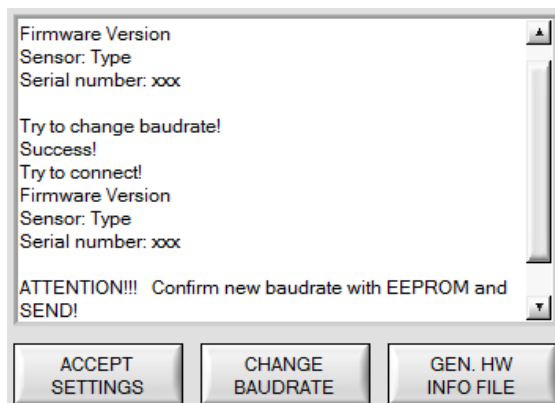 Firmware Version
Sensor: Type
Serial number: xxx
Try to change baudrate!
Success!
Try to connect!
Firmware Version
Sensor: Type
Serial number: xxx
ATTENTION!!! Confirm new baudrate with EEPROM and
SEND!
ACCEPT
SETTINGS
CHANGE
BAUDRATE
GEN. HW
INFO FILE